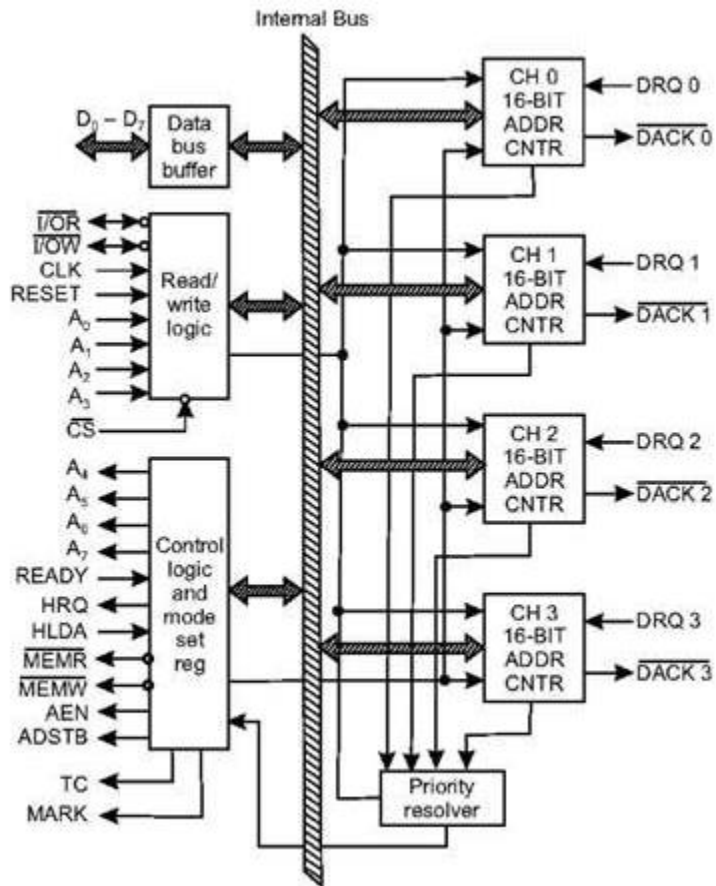 Internal Bus
D0 – D7
Data
bus
buffer
I/OR
I/OW
CLK
RESET
A0
A1
A2
A3
CS
Read/
write
logic
A4
A5
A6
A7
READY
HRQ
HLDA
MEMR
MEMW
AEN
ADSTB
TC
MARK
Control
logic
and
mode
set
reg
CH 0
16-BIT
ADDR
CNTR
DRQ 0
DACK 0
CH 1
16-BIT
ADDR
CNTR
DRQ 1
DACK 1
CH 2
16-BIT
ADDR
CNTR
DRQ 2
DACK 2
CH 3
16-BIT
ADDR
CNTR
DRQ 3
DACK 3
Priority
resolver